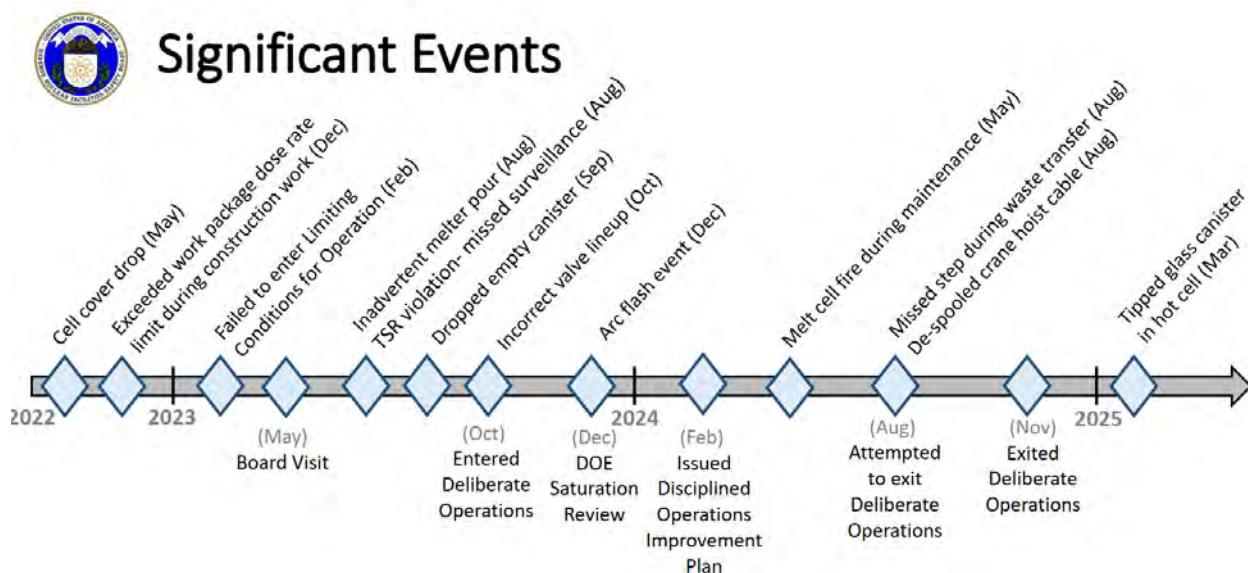 Significant Events
Cell cover drop (May)
Exceeded work package dose rate
limit during construction work (Dec)
Failed to enter Limiting
Conditions for Operation (Feb)
Inadvertent melter pour (Aug)
TSR violation- missed surveillance (Aug)
Dropped empty canister (Sep)
Incorrect valve lineup (Oct)
Arc flash event (Dec)
Melt cell fire during maintenance (May)
Missed step during waste transfer (Aug)
De-spooled crane hoist cable (Aug)
Tipped glass canister
in hot cell (Mar)
2022
2023
2024
2025
(May)
Board Visit
(Oct)
Entered
Deliberate
Operations
(Dec)
DOE
Saturation
Review
(Feb)
Issued
Disciplined
Operations
Improvement
Plan
(Aug)
Attempted
to exit
Deliberate
Operations
(Nov)
Exited
Deliberate
Operations